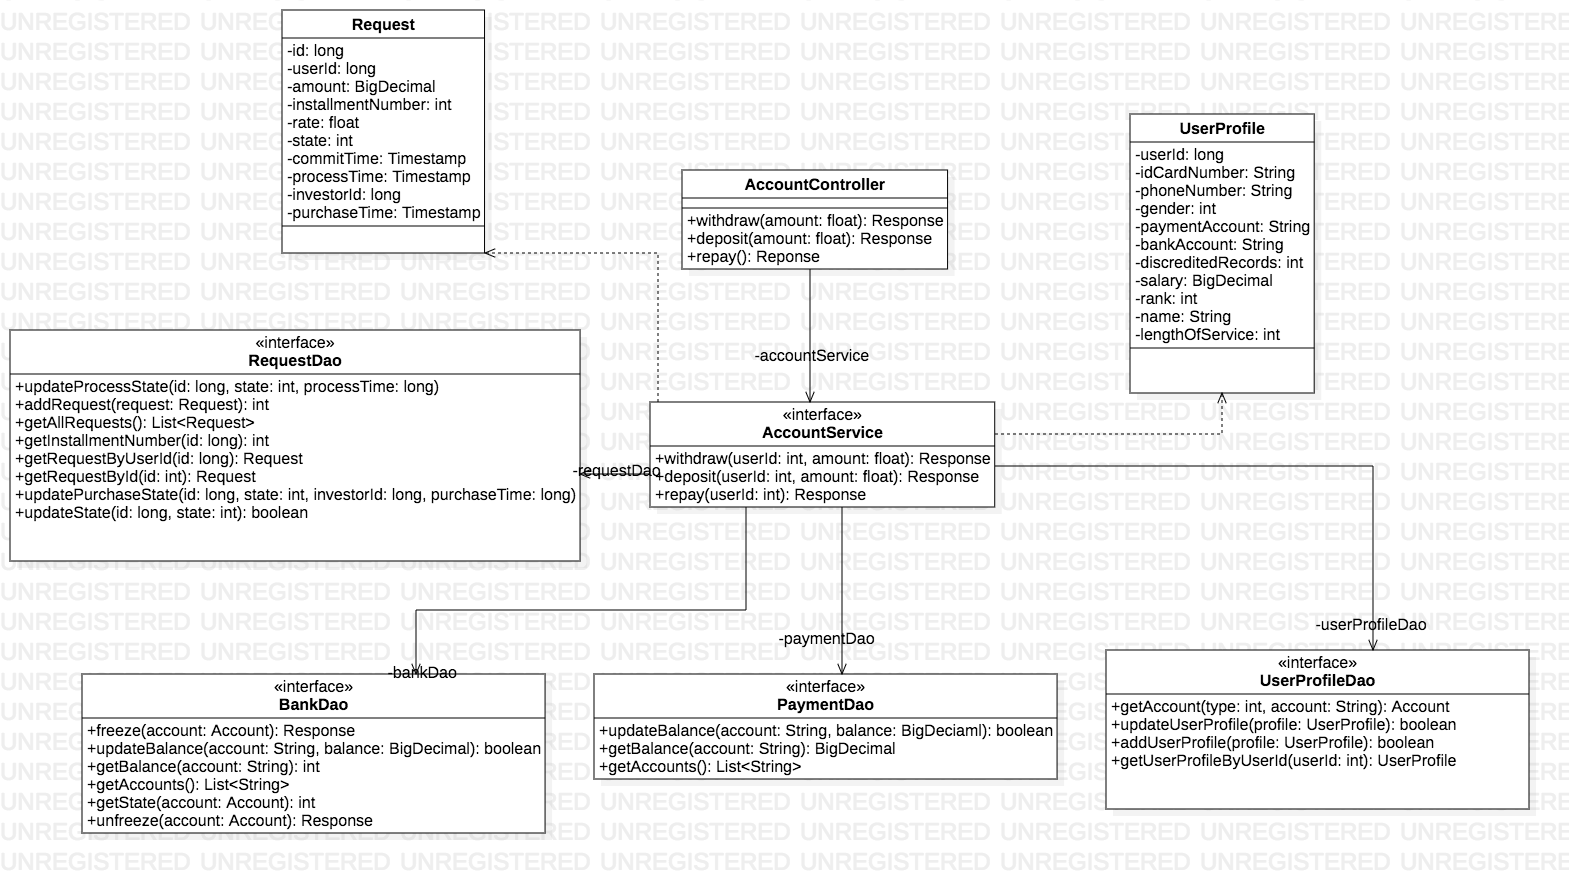 Request
-id: long
-userId: long
-amount: BigDecimal
-installmentNumber: int
-rate: float
-state: int
-commitTime: Timestamp
-processTime: Timestamp
-investorId: long
-purchaseTime: Timestamp
AccountController
+withdraw(amount: float): Response
+deposit(amount: float): Response
+repay(): Reponse
UserProfile
-userId: long
-idCardNumber: String
-phoneNumber: String
-gender: int
-paymentAccount: String
-bankAccount: String
-discreditedRecords: int
-salary: BigDecimal
-rank: int
-name: String
-lengthOfService: int
«interface»
RequestDao
+updateProcessState(id: long, state: int, processTime: long)
+addRequest(request: Request): int
+getAllRequests(): List<Request>
+getInstallmentNumber(id: long): int
+getRequestByUserId(id: long): Request
+getRequestById(id: int): Request
+updatePurchaseState(id: long, state: int, investorId: long, purchaseTime: long)
+updateState(id: long, state: int): boolean
-accountService
«interface»
AccountService
+withdraw(userId: int, amount: float): Response
+deposit(userId: int, amount: float): Response
+repay(userId: int): Response
-requestDao
-bankDao
-paymentDao
-userProfileDao
«interface»
BankDao
+freeze(account: Account): Response
+updateBalance(account: String, balance: BigDecimal): boolean
+getBalance(account: String): int
+getAccounts(): List<String>
+getState(account: Account): int
+unfreeze(account: Account): Response
«interface»
PaymentDao
+updateBalance(account: String, balance: BigDeciaml): boolean
+getBalance(account: String): BigDecimal
+getAccounts(): List<String>
«interface»
UserProfileDao
+getAccount(type: int, account: String): Account
+updateUserProfile(profile: UserProfile): boolean
+addUserProfile(profile: UserProfile): boolean
+getUserProfileByUserId(userId: int): UserProfile
UNREGISTERED